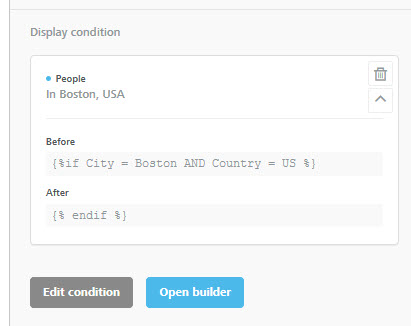 Display condition
People
In Boston, USA
Before
{%if City = Boston AND Country = US %}
After
{% endif %}
Edit condition
Open builder